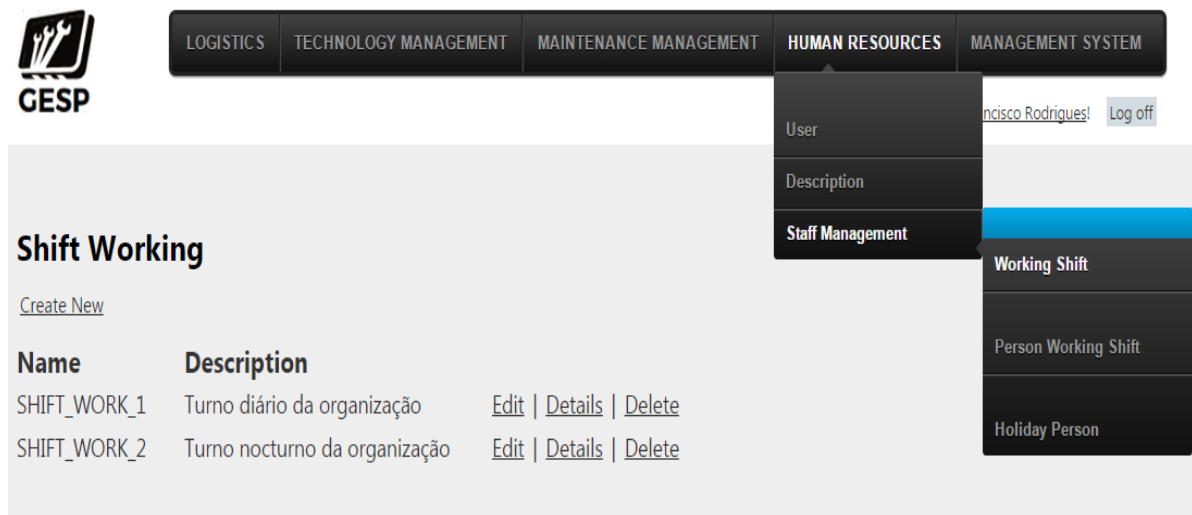 GESP
LOGISTICS TECHNOLOGY MANAGEMENT MAINTENANCE MANAGEMENT HUMAN RESOURCES MANAGEMENT SYSTEM
Rodrigues! Log off
User
Description
Staff Management
Working Shift
Person Working Shift
Holiday Person
Shift Working
Create New
Name Description
SHIFT_WORK_1 Turno diário da organização Edit | Details | Delete
SHIFT_WORK_2 Turno nocturno da organização Edit | Details | Delete